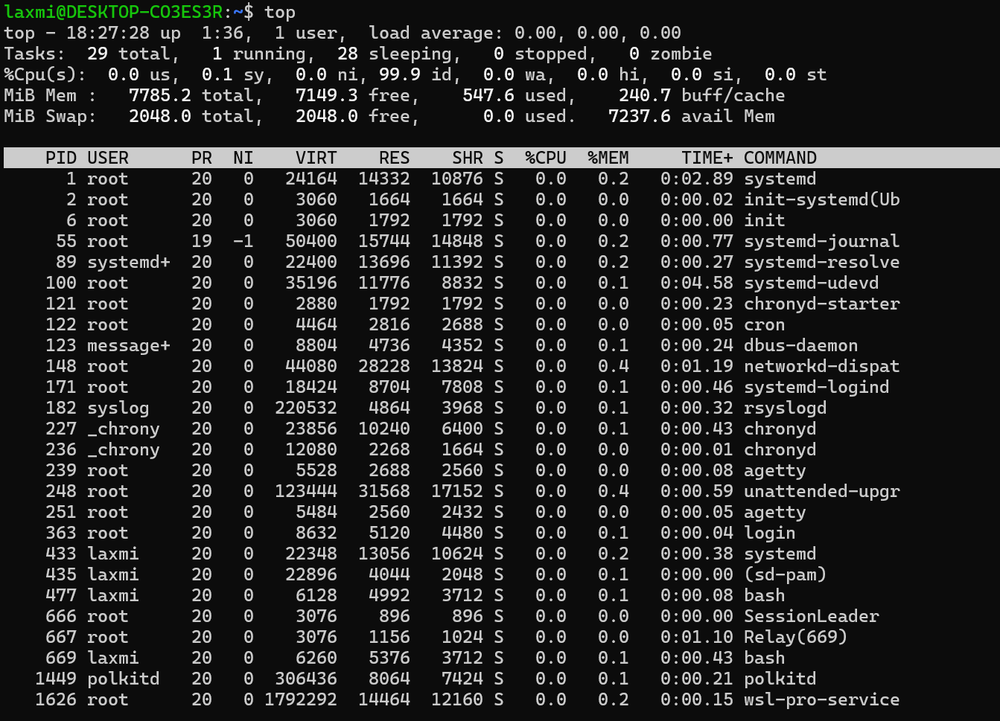 laxmi@DESKTOP-CO3ES3R:~$ top
top - 18:27:28 up  1:36,  1 user,  load average: 0.00, 0.00, 0.00
Tasks:  29 total,   1 running,  28 sleeping,   0 stopped,   0 zombie
%Cpu(s):  0.0 us,  0.1 sy,  0.0 ni, 99.9 id,  0.0 wa,  0.0 hi,  0.0 si,  0.0 st
MiB Mem :   7785.2 total,   7149.3 free,    547.6 used,    240.7 buff/cache
MiB Swap:   2048.0 total,   2048.0 free,      0.0 used.   7237.6 avail Mem
    PID USER      PR  NI    VIRT    RES    SHR S  %CPU  %MEM     TIME+ COMMAND
      1 root      20   0   24164  14332  10876 S   0.0   0.2   0:02.89 systemd
      2 root      20   0    3060   1664   1664 S   0.0   0.0   0:00.02 init-systemd(Ub
      6 root      20   0    3060   1792   1792 S   0.0   0.0   0:00.00 init
     55 root      19  -1   50400  15744  14848 S   0.0   0.2   0:00.77 systemd-journal
     89 systemd+  20   0   22400  13696  11392 S   0.0   0.2   0:00.27 systemd-resolve
    100 root      20   0   35196  11776   8832 S   0.0   0.1   0:04.58 systemd-udevd
    121 root      20   0    2880   1792   1792 S   0.0   0.0   0:00.23 chronyd-starter
    122 root      20   0    4464   2816   2688 S   0.0   0.0   0:00.05 cron
    123 message+  20   0    8804   4736   4352 S   0.0   0.1   0:00.24 dbus-daemon
    148 root      20   0   44080  28228  13824 S   0.0   0.4   0:01.19 networkd-dispat
    171 root      20   0   18424   8704   7808 S   0.0   0.1   0:00.46 systemd-logind
    182 syslog    20   0  220532   4864   3968 S   0.0   0.1   0:00.32 rsyslogd
    227 _chrony   20   0   23856  10240   6400 S   0.0   0.1   0:00.43 chronyd
    236 _chrony   20   0   12080   2268   1664 S   0.0   0.0   0:00.01 chronyd
    239 root      20   0    5528   2688   2560 S   0.0   0.0   0:00.08 agetty
    248 root      20   0  123444  31568  17152 S   0.0   0.4   0:00.59 unattended-upgr
    251 root      20   0    5484   2560   2432 S   0.0   0.0   0:00.05 agetty
    363 root      20   0    8632   5120   4480 S   0.0   0.1   0:00.04 login
    433 laxmi     20   0   22348  13056  10624 S   0.0   0.2   0:00.38 systemd
    435 laxmi     20   0   22896   4044   2048 S   0.0   0.1   0:00.00 (sd-pam)
    477 laxmi     20   0    6128   4992   3712 S   0.0   0.1   0:00.08 bash
    666 root      20   0    3076    896    896 S   0.0   0.0   0:00.00 SessionLeader
    667 root      20   0    3076   1156   1024 S   0.0   0.0   0:01.10 Relay(669)
    669 laxmi     20   0    6260   5376   3712 S   0.0   0.1   0:00.43 bash
   1449 polkitd   20   0  306436   8064   7424 S   0.0   0.1   0:00.21 polkitd
   1626 root      20   0 1792292  14464  12160 S   0.0   0.2   0:00.15 wsl-pro-service